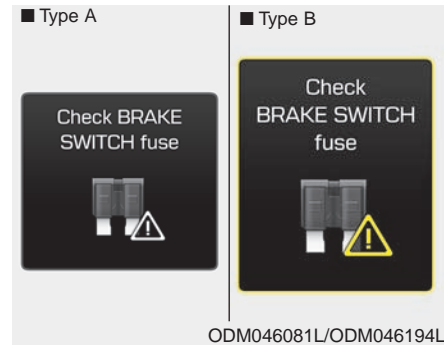 ■ Type A
Check BRAKE
SWITCH fuse
■ Type B
Check
BRAKE SWITCH
fuse
ODM046081L/ODM046194L